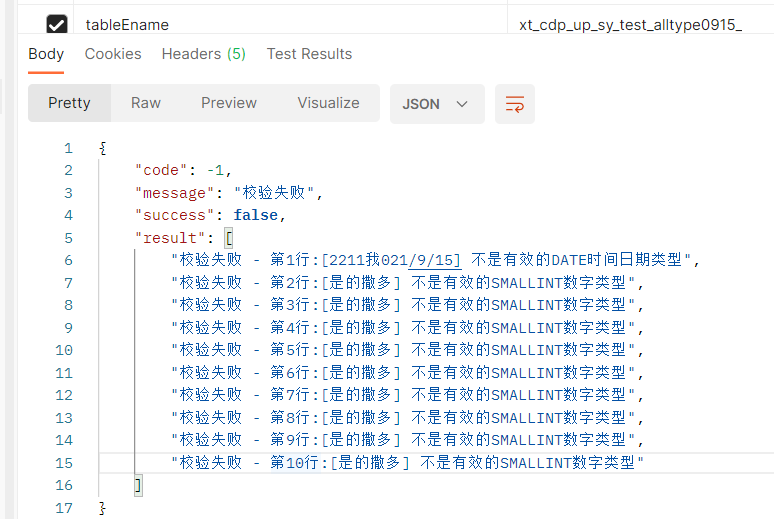 tableEname xt_cdp_up_sy_test_alltype0915_
Body Cookies Headers (5) Test Results
Pretty Raw Preview Visualize JSON
1 {
2 "code": -1,
3 "message": "校验失败",
4 "success": false,
5 "result": [
6 "校验失败 - 第1行:[2211我021/9/15] 不是有效的DATE时间日期类型",
7 "校验失败 - 第2行:[是的撒多] 不是有效的SMALLINT数字类型",
8 "校验失败 - 第3行:[是的撒多] 不是有效的SMALLINT数字类型",
9 "校验失败 - 第4行:[是的撒多] 不是有效的SMALLINT数字类型",
10 "校验失败 - 第5行:[是的撒多] 不是有效的SMALLINT数字类型",
11 "校验失败 - 第6行:[是的撒多] 不是有效的SMALLINT数字类型",
12 "校验失败 - 第7行:[是的撒多] 不是有效的SMALLINT数字类型",
13 "校验失败 - 第8行:[是的撒多] 不是有效的SMALLINT数字类型",
14 "校验失败 - 第9行:[是的撒多] 不是有效的SMALLINT数字类型",
15 "校验失败 - 第10行:[是的撒多] 不是有效的SMALLINT数字类型"
16 ]
17 }